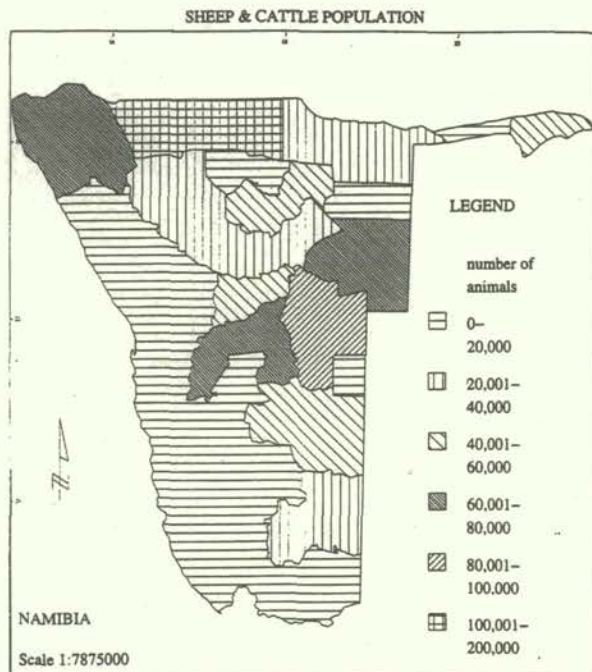 SHEEP & CATTLE POPULATION
LEGEND
number of
animals
0–
20,000
20,001–
40,000
40,001–
60,000
60,001–
80,000
80,001–
100.000
100,001–
200,000
NAMIBIA
Scale 1:7875000